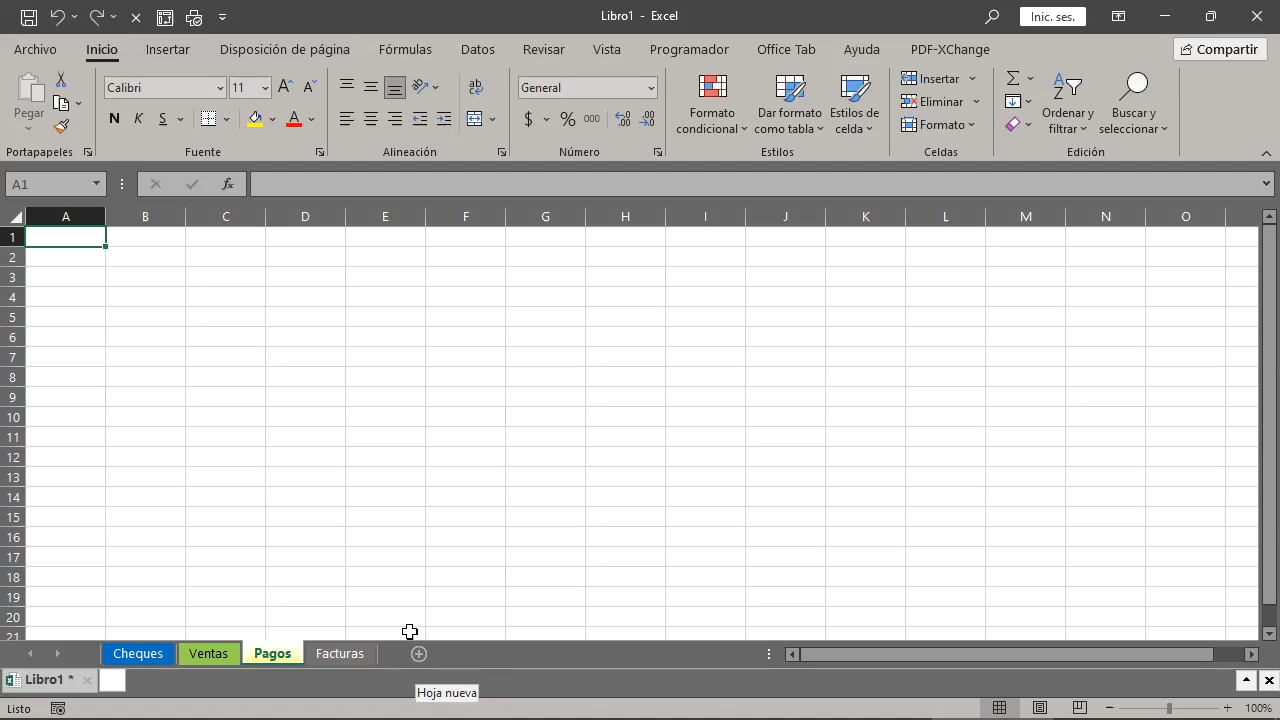 Libro1 - Excel
Inic. ses.
Archivo Inicio Insertar Disposición de página Fórmulas Datos Revisar Vista Programador Office Tab Ayuda PDF-XChange Compartir
Pegar
Portapapeles
Calibri 11
N K S
Fuente
ab
Alineación
General
$ % 000
Número
Formato condicional
Dar formato como tabla
Estilos de celda
Estilos
Insertar
Eliminar
Formato
Celdas
Ordenar y filtrar
Buscar y seleccionar
Edición
A1
fx
A B C D E F G H I J K L M N O
1
2
3
4
5
6
7
8
9
10
11
12
13
14
15
16
17
18
19
20
21
Cheques Ventas Pagos Facturas
Libro1 *
Hoja nueva
Listo
100%